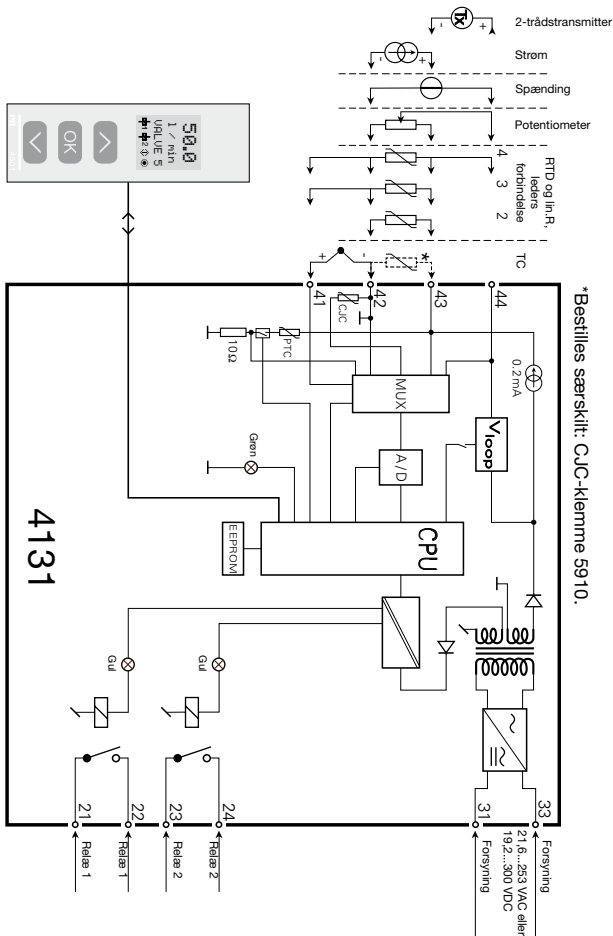 2-trådstransmitter
Tx
- +
Strøm
- +
Spænding
Potentiometer
RTD og lin.R,
leders
forbindelse
4
3
2
TC
+ - *
*Bestilles særskilt: CJC-klemme 5910.
50.0
l / min
VALVE 5
1 2
OK
41
42
43
44
CJC
PTC
10 Ω
0.2mA
MUX
Vloop
A/D
Grøn
CPU
EEPROM
4131
Gul
Gul
21
22
23
24
31
33
Relæ 1
Relæ 1
Relæ 2
Relæ 2
Forsyning
Forsyning
21,6...253 VAC eller
19,2...300 VDC